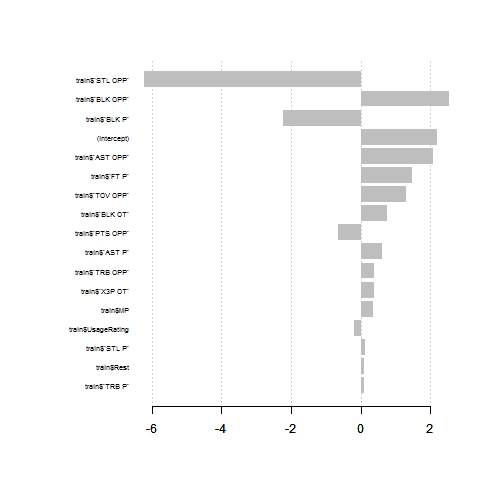 train$`STL OPP`
train$`BLK OPP`
train$`BLK P`
(Intercept)
train$`AST OPP`
train$`FT P`
train$`TOV OPP`
train$`BLK OT`
train$`PTS OPP`
train$`AST P`
train$`TRB OPP`
train$`X3P OT`
train$MP
train$UsageRating
train$`STL P`
train$Rest
train$`TRB P`
-6 -4 -2 0 2